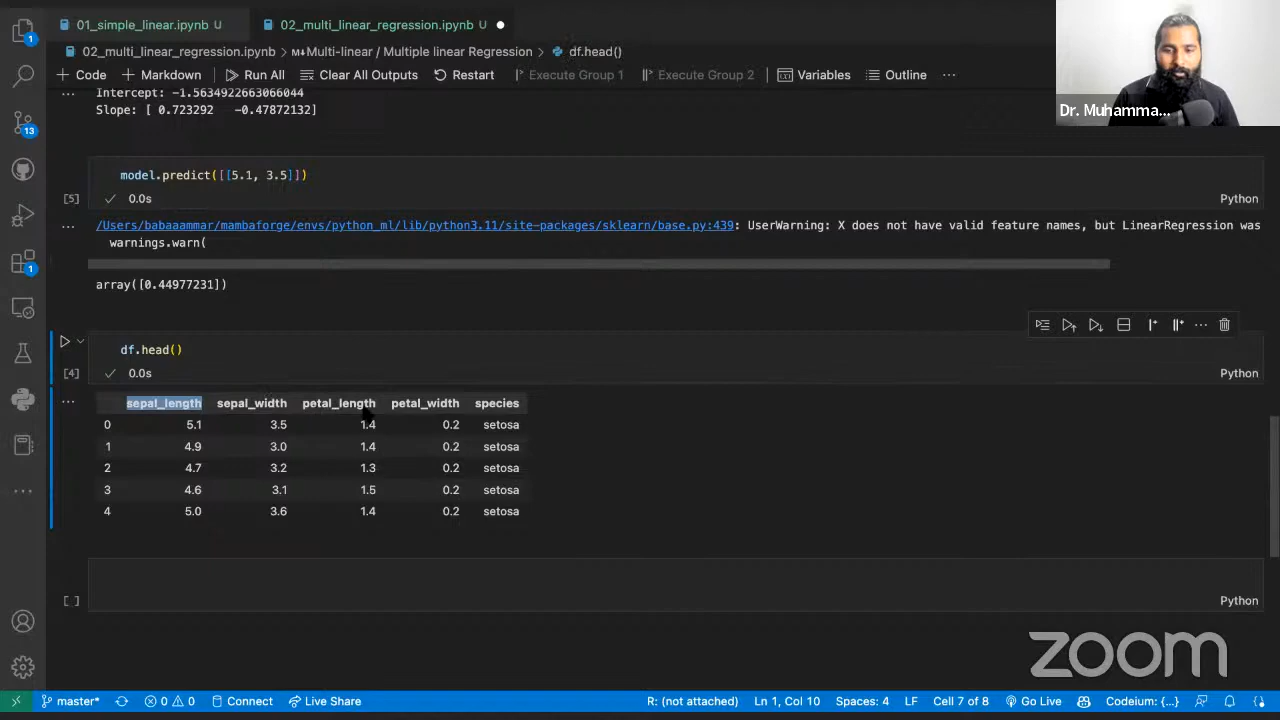 01_simple_linear.ipynb U
02_multi_linear_regression.ipynb U
02_multi_linear_regression.ipynb > M↓Multi-linear / Multiple linear Regression > df.head()
+ Code + Markdown Run All Clear All Outputs Restart Execute Group 1 Execute Group 2 Variables Outline ...
Dr. Muhamma...
Intercept: -1.5634922663066044
Slope: [ 0.723292 -0.47872132]
model.predict([[5.1, 3.5]])
[5] 0.0s Python
/Users/babaaammar/mambaforge/envs/python_ml/lib/python3.11/site-packages/sklearn/base.py:439: UserWarning: X does not have valid feature names, but LinearRegression was
warnings.warn(
array([0.44977231])
df.head()
[4] 0.0s Python
sepal_length sepal_width petal_length petal_width species
0 5.1 3.5 1.4 0.2 setosa
1 4.9 3.0 1.4 0.2 setosa
2 4.7 3.2 1.3 0.2 setosa
3 4.6 3.1 1.5 0.2 setosa
4 5.0 3.6 1.4 0.2 setosa
[ ] Python
zoom
1
13
1
master* 0 0 Connect Live Share R: (not attached) Ln 1, Col 10 Spaces: 4 LF Cell 7 of 8 Go Live Codeium: {...}